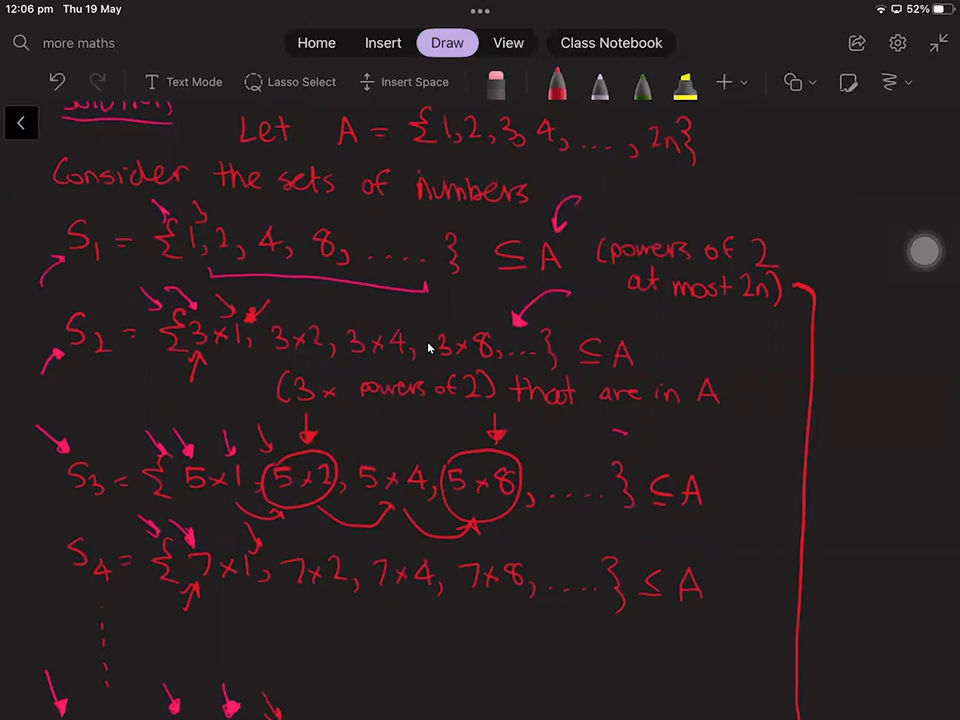 12:06 pm Thu 19 May
52%
more maths
Home Insert Draw View Class Notebook
Text Mode Lasso Select Insert Space
Solution
Let A = {1, 2, 3, 4, ..., 2n}
Consider the sets of numbers
S₁ = {1, 2, 4, 8, ....} ⊆ A (powers of 2
at most 2n)
S₂ = {3×1, 3×2, 3×4, 3×8, ...} ⊆ A
(3× powers of 2) that are in A
S₃ = {5×1, 5×2, 5×4, 5×8, .....} ⊆ A
S₄ = {7×1, 7×2, 7×4, 7×8, .....} ⊆ A